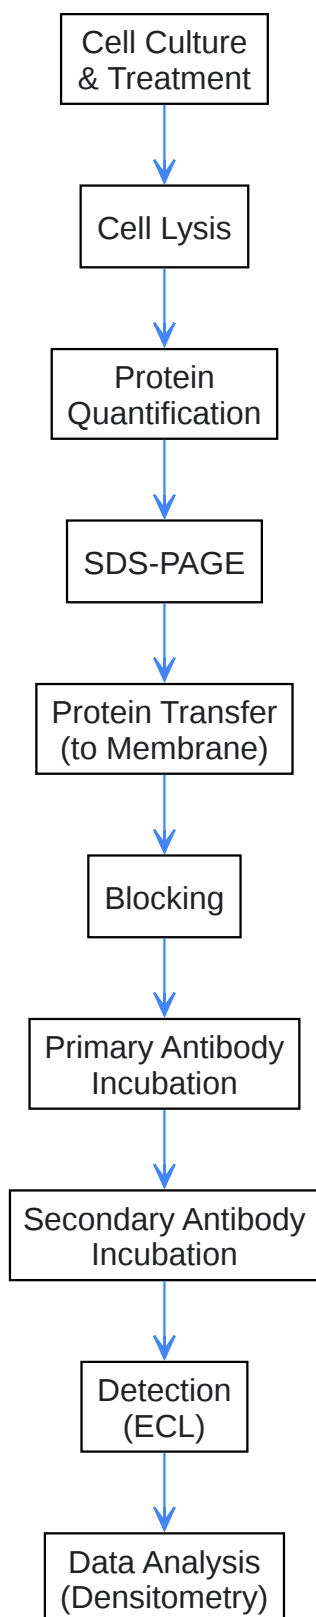 Cell Culture
& Treatment
Cell Lysis
Protein
Quantification
SDS-PAGE
Protein Transfer
(to Membrane)
Blocking
Primary Antibody
Incubation
Secondary Antibody
Incubation
Detection
(ECL)
Data Analysis
(Densitometry)